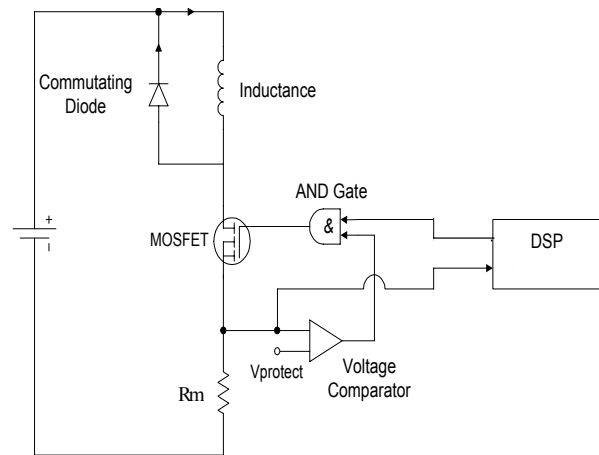 Commutating
Diode
Inductance
AND Gate
&
DSP
MOSFET
+
-
Vprotect
Voltage
Comparator
Rm